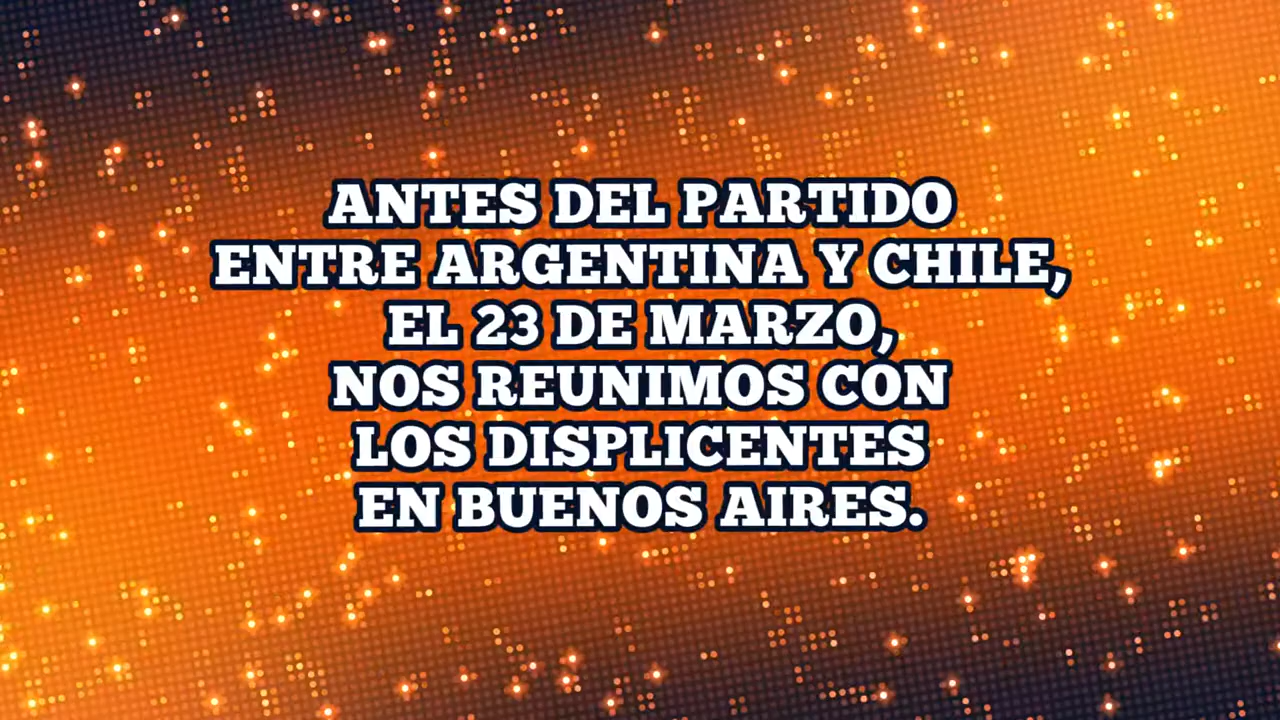 ANTES DEL PARTIDO
ENTRE ARGENTINA Y CHILE,
EL 23 DE MARZO,
NOS REUNIMOS CON
LOS DISPLICENTES
EN BUENOS AIRES.